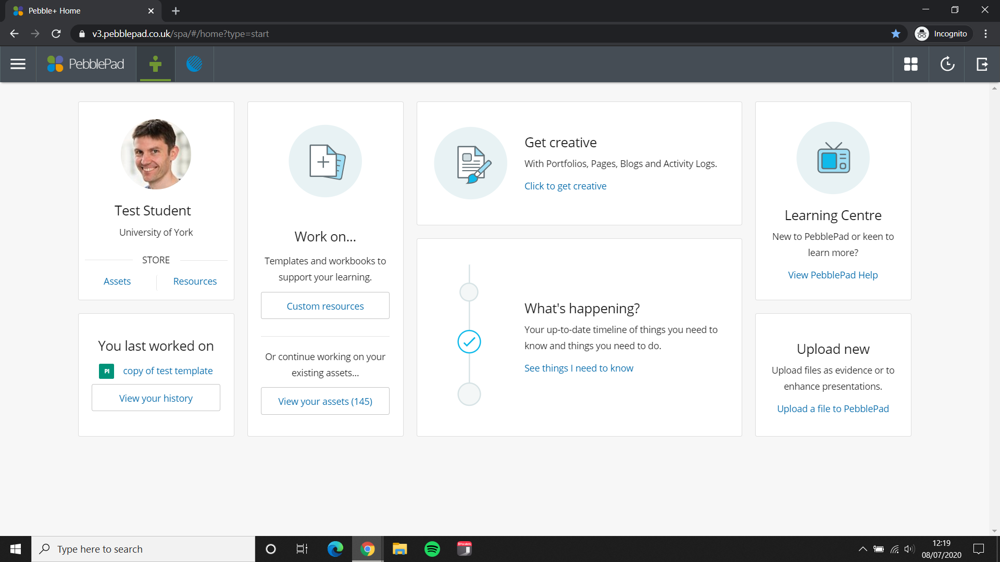 Pebble+ Home
v3.pebblepad.co.uk/spa/#/home?type=start
Incognito
PebblePad
Test Student
University of York
STORE
Assets
Resources
You last worked on
PI copy of test template
View your history
Work on...
Templates and workbooks to
support your learning.
Custom resources
Or continue working on your
existing assets...
View your assets (145)
Get creative
With Portfolios, Pages, Blogs and Activity Logs.
Click to get creative
What's happening?
Your up-to-date timeline of things you need to
know and things you need to do.
See things I need to know
Learning Centre
New to PebblePad or keen to
learn more?
View PebblePad Help
Upload new
Upload files as evidence or to
enhance presentations.
Upload a file to PebblePad
Type here to search
12:19
08/07/2020